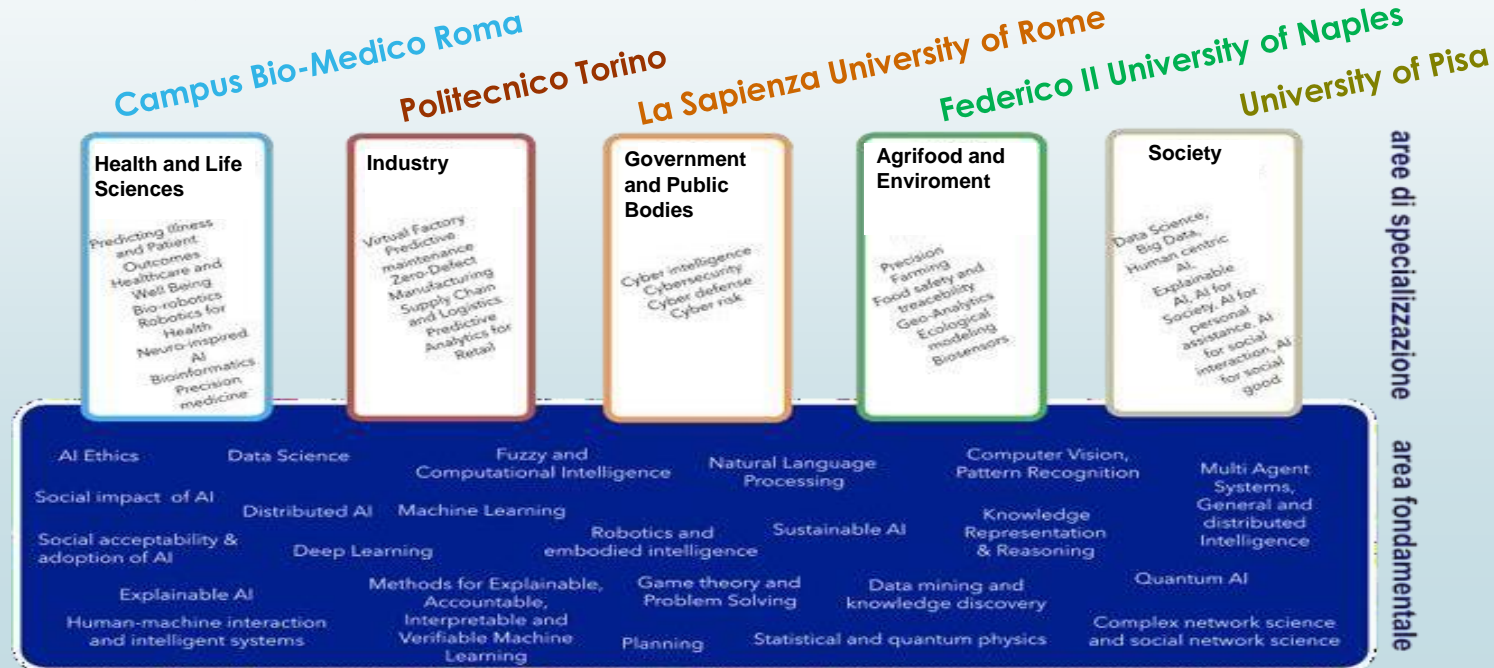 Campus Bio-Medico Roma
Politecnico Torino
La Sapienza University of Rome
Federico II University of Naples
University of Pisa
Health and Life
Sciences
Predicting Illness
and Patient
Outcomes
Healthcare and
Well Being
Bio-robotics
Robotics for
Health
Neuro-inspired
AI
Bioinformatics
Precision
medicine
Industry
Virtual Factory
Predictive
maintenance
Zero-Defect
Manufacturing
Supply Chain
and Logistics
Predictive
Analytics for
Retail
Government
and Public
Bodies
Cyber intelligence
Cybersecurity
Cyber defense
Cyber risk
Agrifood and
Enviroment
Precision
Farming
Food safety and
treacebility
Geo-Analytics
Ecological
modeling
Biosensors
Society
Data Science,
Big Data,
Human centric
AI,
Explainable
AI, AI for
Society. AI for
personal
assistance. AI
for social
interaction, AI
for social
good
aree di specializzazione
AI Ethics
Data Science
Fuzzy and
Computational Intelligence
Natural Language
Processing
Computer Vision,
Pattern Recognition
Multi Agent
Systems,
General and
distributed
Intelligence
Social impact of AI
Distributed AI
Machine Learning
Robotics and
embodied intelligence
Sustainable AI
Knowledge
Representation
& Reasoning
Social acceptability &
adoption of AI
Deep Learning
Explainable AI
Methods for Explainable,
Accountable,
Interpretable and
Verifiable Machine
Learning
Game theory and
Problem Solving
Data mining and
knowledge discovery
Quantum AI
Human-machine interaction
and intelligent systems
Planning
Statistical and quantum physics
Complex network science
and social network science
area fondamentale